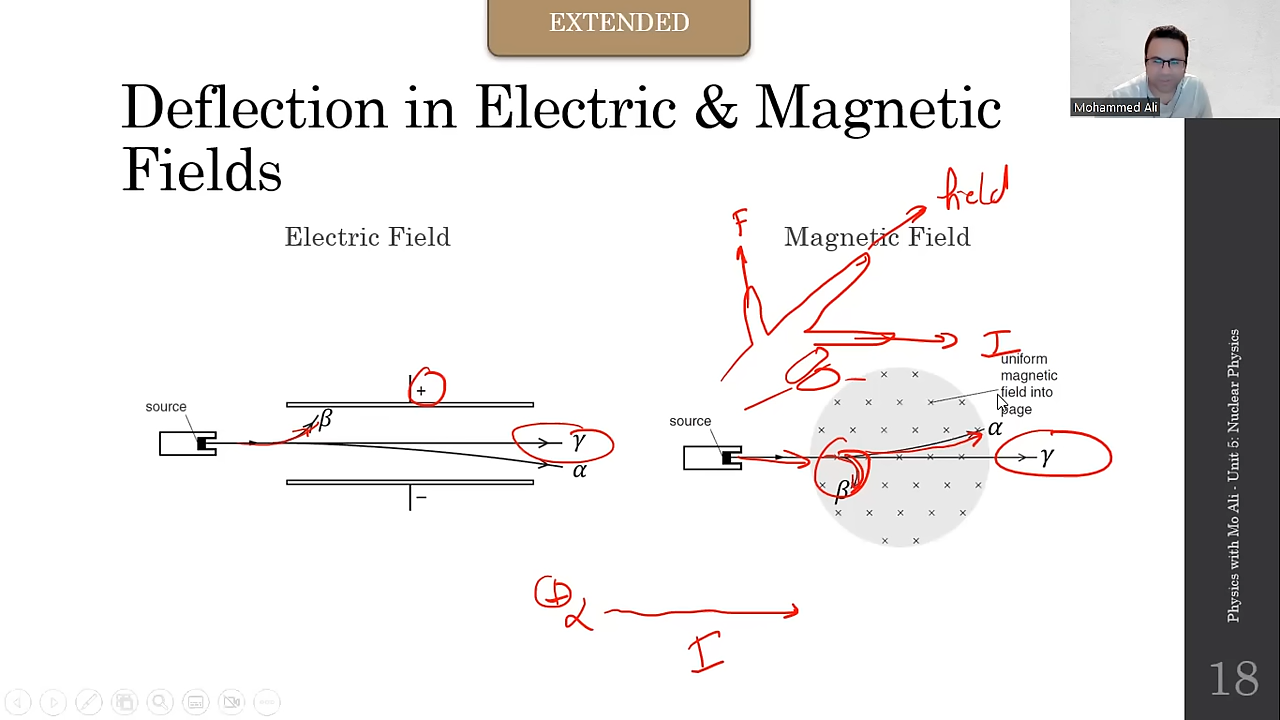 EXTENDED
Mohammed Ali
Deflection in Electric & Magnetic
Fields
Electric Field
Magnetic Field
field
F
I
source
+
β
γ
α
−
source
uniform
magnetic
field into
page
α
γ
β
−
+
α
I
Physics with Mo Ali - Unit 5: Nuclear Physics
18